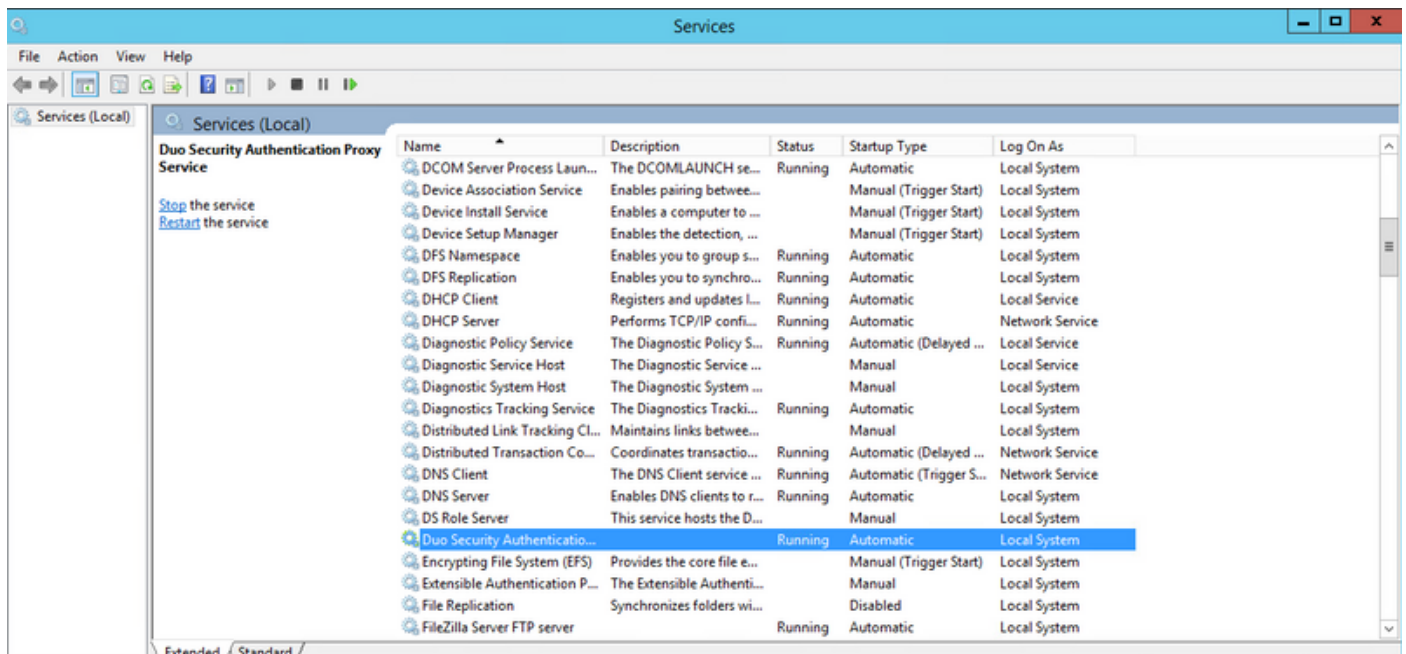 Services
File Action View Help
Services (Local)
Services (Local)
Duo Security Authentication Proxy
Service
Stop the service
Restart the service
Name Description Status Startup Type Log On As
DCOM Server Process Laun... The DCOMLAUNCH se... Running Automatic Local System
Device Association Service Enables pairing betwee... Manual (Trigger Start) Local System
Device Install Service Enables a computer to ... Manual (Trigger Start) Local System
Device Setup Manager Enables the detection, ... Manual (Trigger Start) Local System
DFS Namespace Enables you to group s... Running Automatic Local System
DFS Replication Enables you to synchro... Running Automatic Local System
DHCP Client Registers and updates I... Running Automatic Local Service
DHCP Server Performs TCP/IP confi... Running Automatic Network Service
Diagnostic Policy Service The Diagnostic Policy S... Running Automatic (Delayed ... Local Service
Diagnostic Service Host The Diagnostic Service ... Manual Local Service
Diagnostic System Host The Diagnostic System ... Manual Local System
Diagnostics Tracking Service The Diagnostics Tracki... Running Automatic Local System
Distributed Link Tracking Cl... Maintains links betwee... Manual Local System
Distributed Transaction Co... Coordinates transactio... Running Automatic (Delayed ... Network Service
DNS Client The DNS Client service ... Running Automatic (Trigger S... Network Service
DNS Server Enables DNS clients to r... Running Automatic Local System
DS Role Server This service hosts the D... Manual Local System
Duo Security Authenticatio... Running Automatic Local System
Encrypting File System (EFS) Provides the core file e... Manual (Trigger Start) Local System
Extensible Authentication P... The Extensible Authenti... Manual Local System
File Replication Synchronizes folders wi... Disabled Local System
FileZilla Server FTP server Running Automatic Local System
Extended Standard